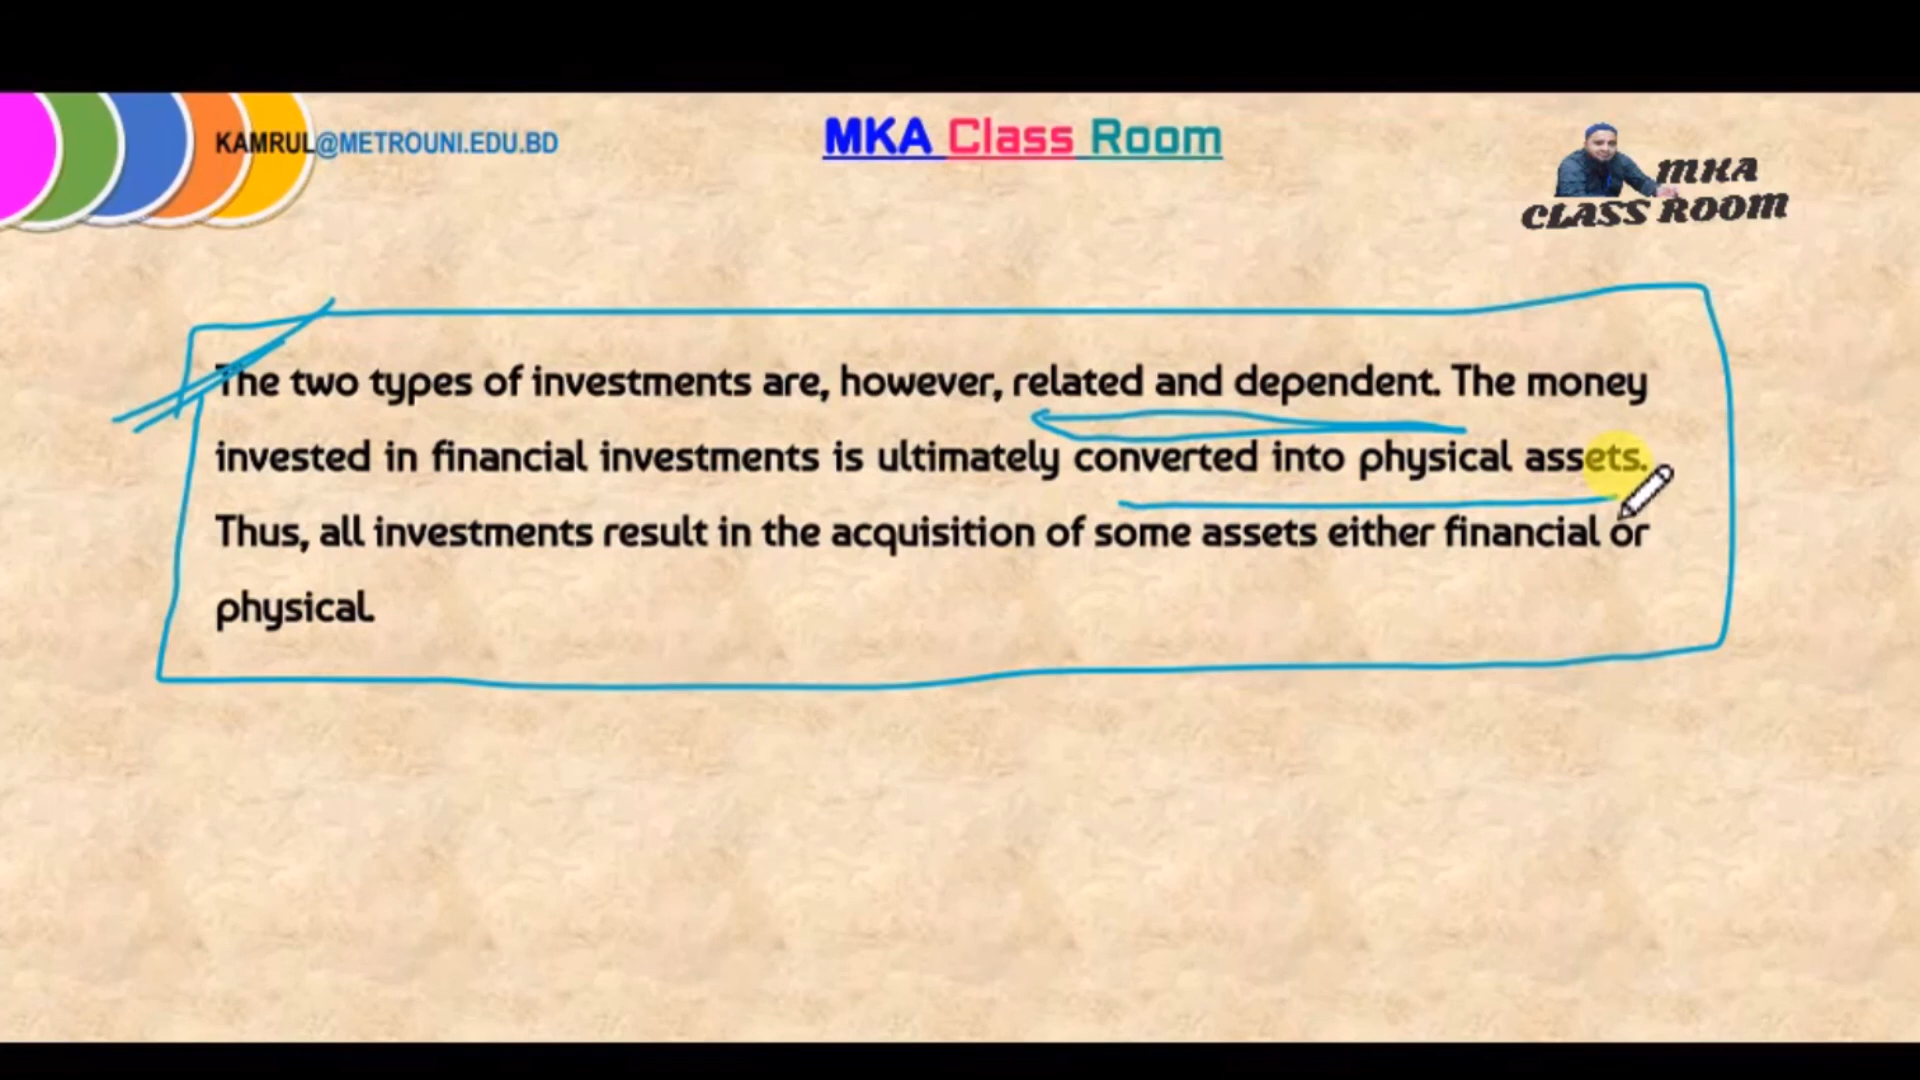 KAMRUL@METROUNI.EDU.BD
MKA Class Room
MKA
CLASS ROOM
The two types of investments are, however, related and dependent. The money
invested in financial investments is ultimately converted into physical assets.
Thus, all investments result in the acquisition of some assets either financial or
physical.